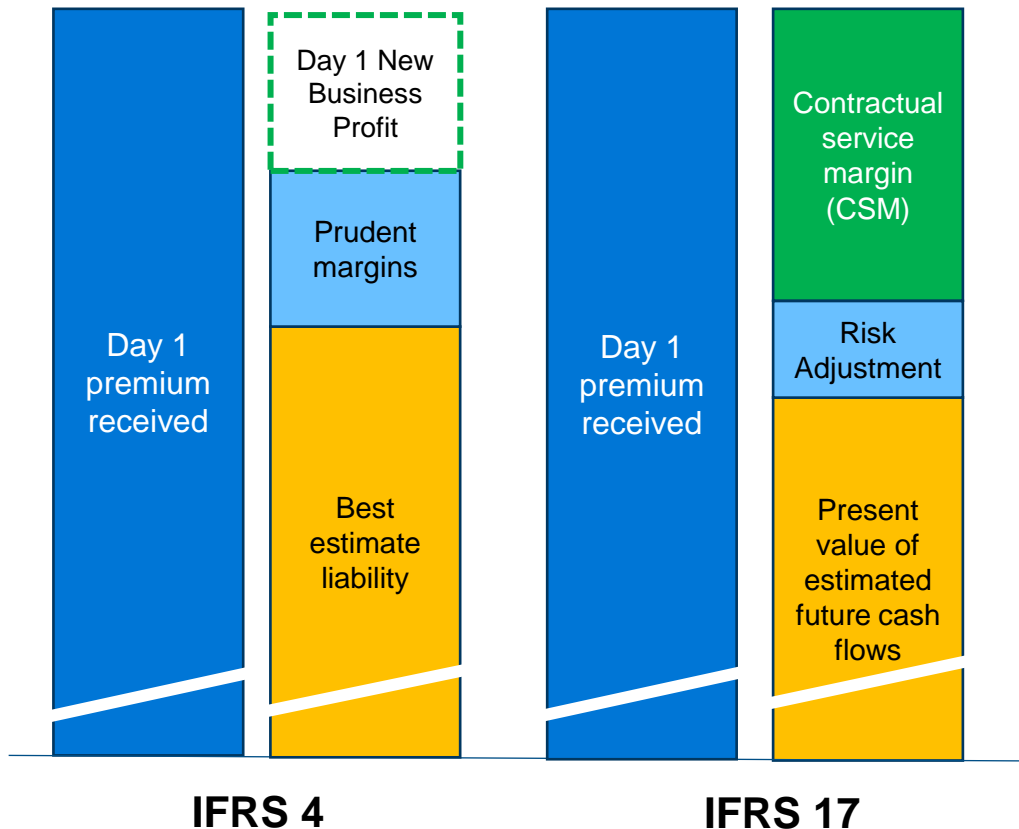 Day 1
premium
received
Day 1 New
Business
Profit
Prudent
margins
Best
estimate
liability
Day 1
premium
received
Contractual
service
margin
(CSM)
Risk
Adjustment
Present
value of
estimated
future cash
flows
IFRS 4
IFRS 17